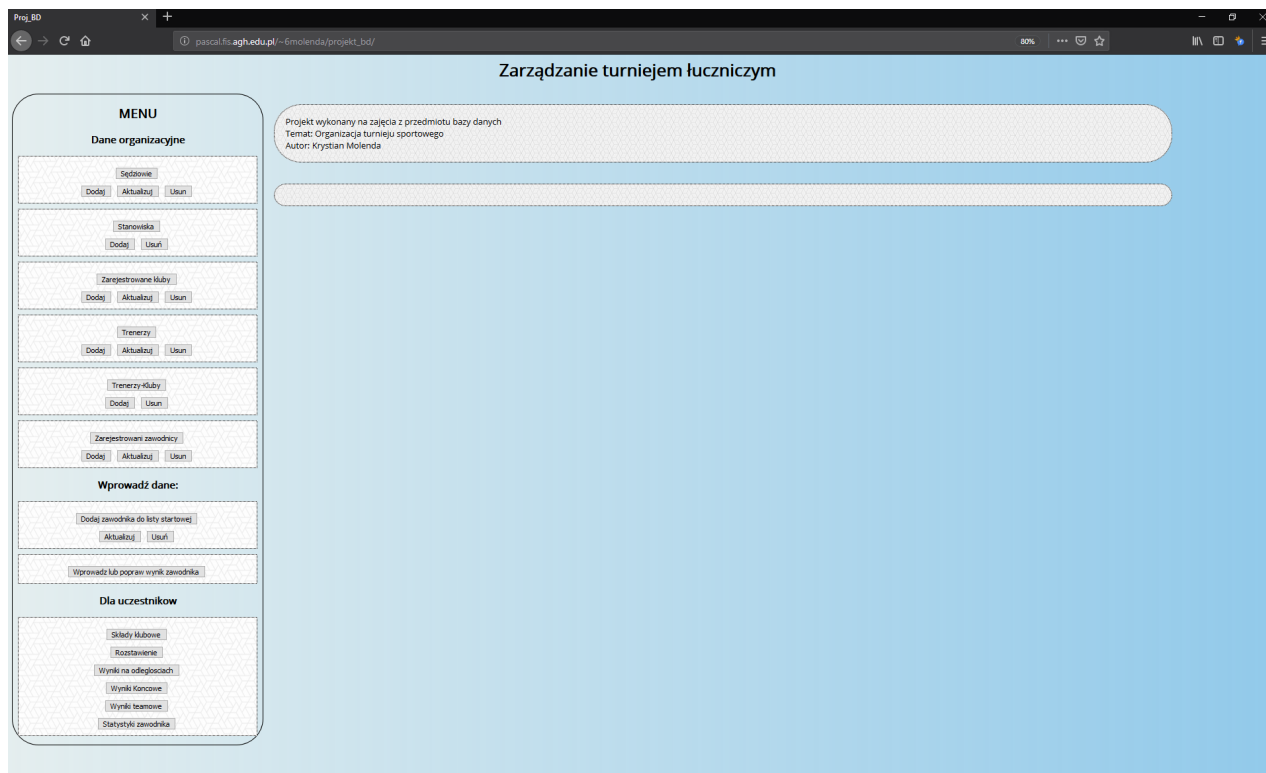 Proj_BD
pascal.fis.agh.edu.pl/~6molenda/projekt_bd/
80%
Zarządzanie turniejem łuczniczym
MENU
Dane organizacyjne
Sędziowie
Dodaj Aktualizuj Usun
Stanowiska
Dodaj Usuń
Zarejestrowane kluby
Dodaj Aktualizuj Usun
Trenerzy
Dodaj Aktualizuj Usun
Trenerzy-Kluby
Dodaj Usun
Zarejestrowani zawodnicy
Dodaj Aktualizuj Usun
Wprowadź dane:
Dodaj zawodnika do listy startowej
Aktualizuj Usuń
Wprowadz lub popraw wynik zawodnika
Dla uczestnikow
Składy klubowe
Rozstawienie
Wyniki na odleglosciach
Wyniki Koncowe
Wyniki teamowe
Statystyki zawodnika
Projekt wykonany na zajęcia z przedmiotu bazy danych
Temat: Organizacja turnieju sportowego
Autor: Krystian Molenda